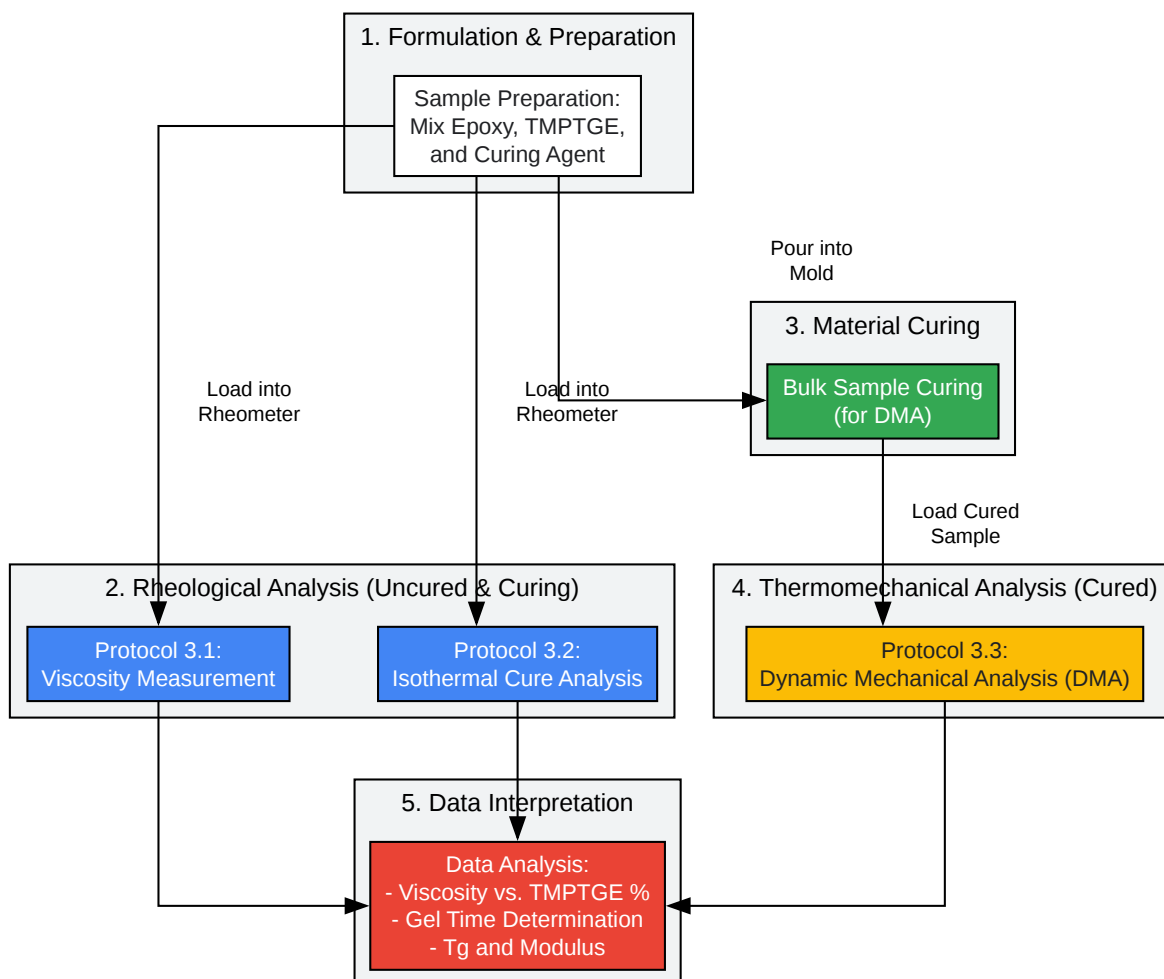 1. Formulation & Preparation
Sample Preparation:
Mix Epoxy, TMPTGE,
and Curing Agent
Pour into
Mold
3. Material Curing
Bulk Sample Curing
(for DMA)
Load into
Rheometer
Load into
Rheometer
Load Cured
Sample
2. Rheological Analysis (Uncured & Curing)
Protocol 3.1:
Viscosity Measurement
Protocol 3.2:
Isothermal Cure Analysis
4. Thermomechanical Analysis (Cured)
Protocol 3.3:
Dynamic Mechanical Analysis (DMA)
5. Data Interpretation
Data Analysis:
- Viscosity vs. TMPTGE %
- Gel Time Determination
- Tg and Modulus